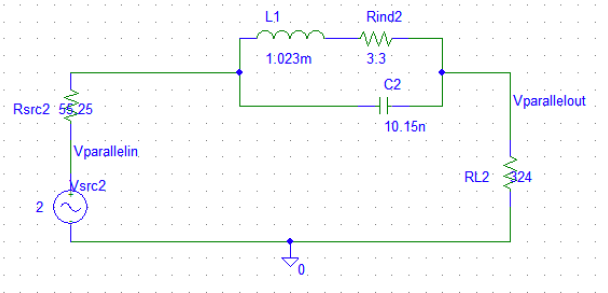 L1
Rind2
1.023m
3.3
C2
Rsrc2 55.25
Vparallelout
10.15n
Vparallelin
RL2 324
Vsrc2
2
0